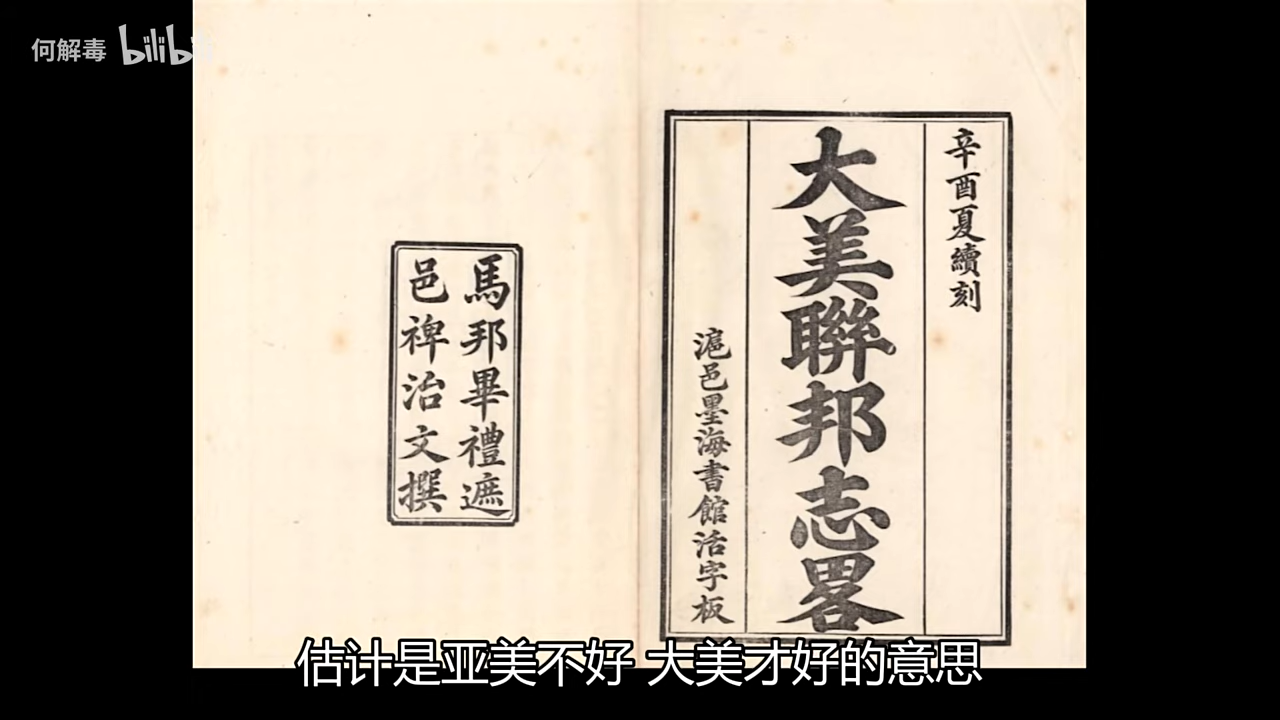 何解毒 bilibili
辛酉夏續刻
大美聯邦志畧
滬邑墨海書館活字板
馬邦畢禮遮
邑裨治文撰
估计是亚美不好 大美才好的意思